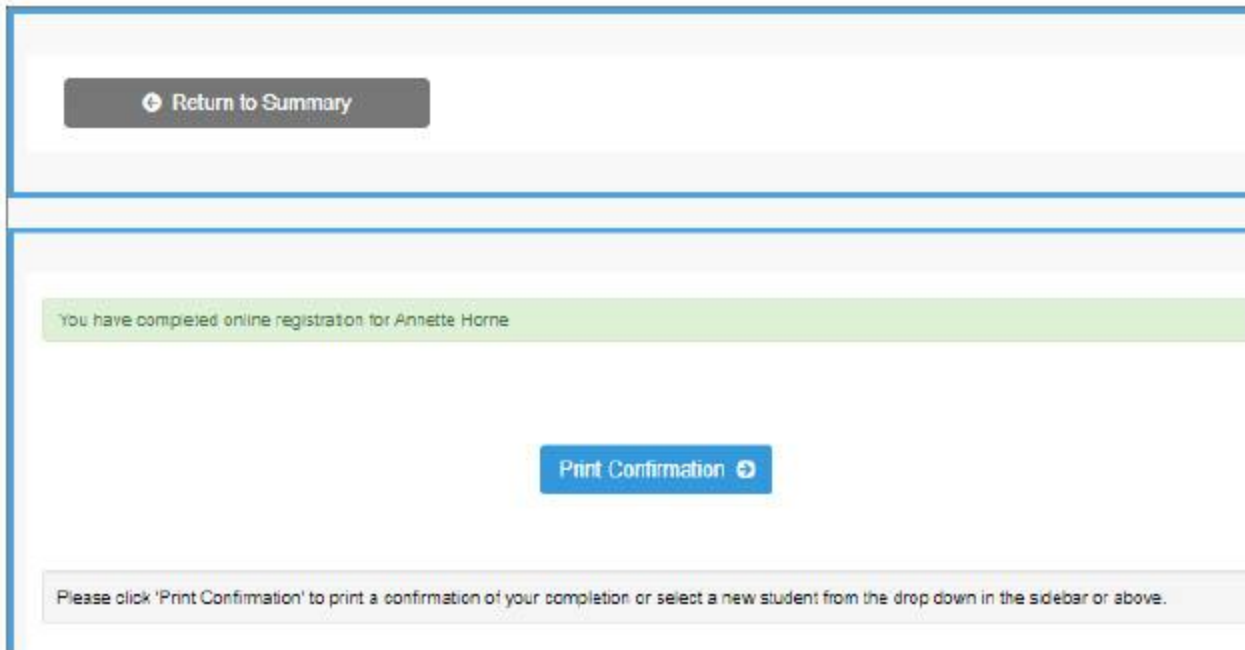 Return to Summary
You have completed online registration for Annette Horne
Print Confirmation
Please click 'Print Confirmation' to print a confirmation of your completion or select a new student from the drop down in the sidebar or above.